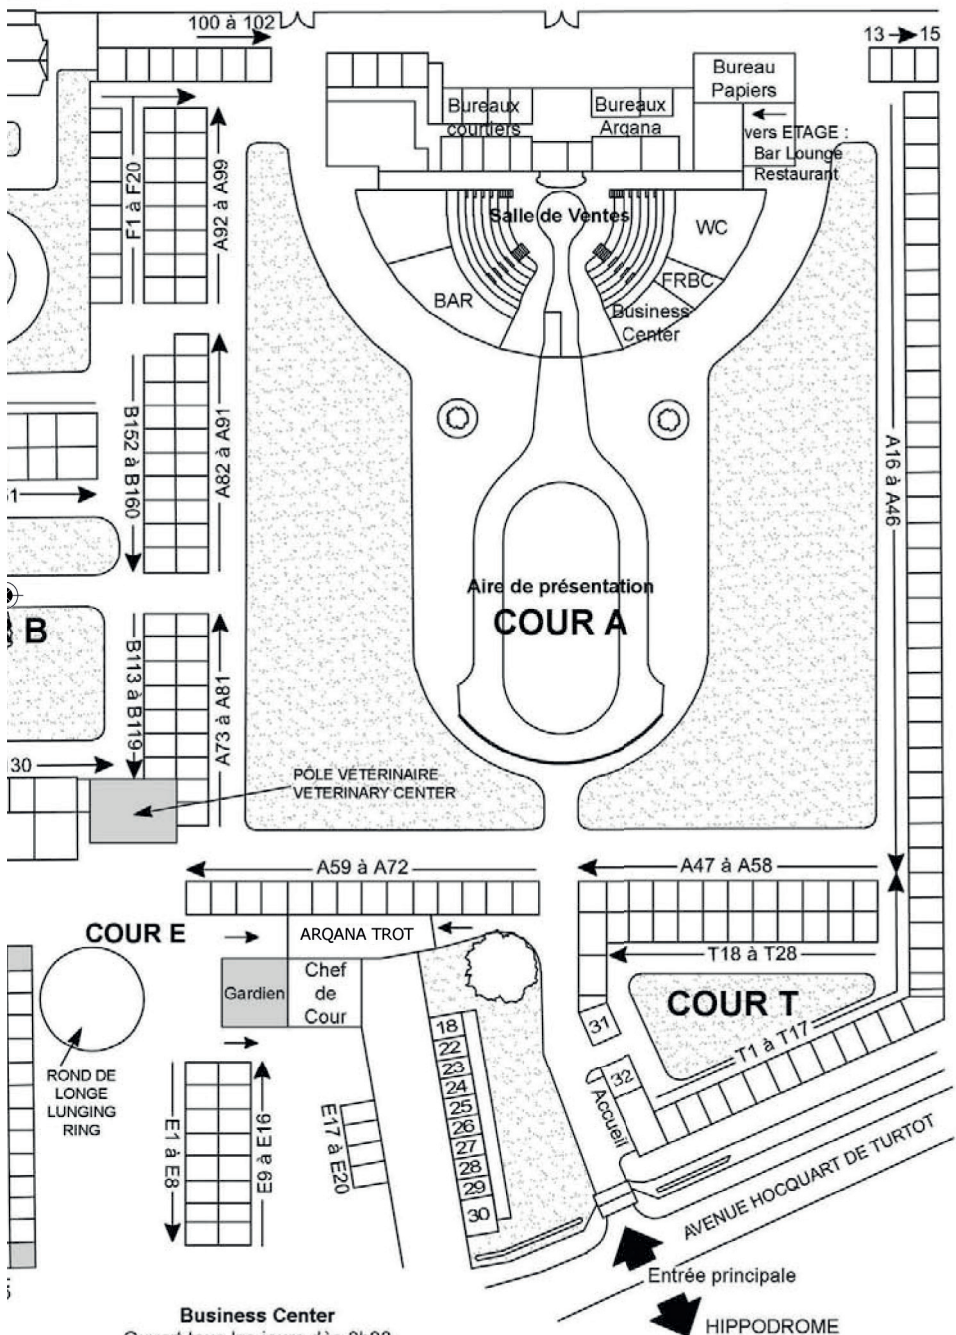 100 à 102
13 15
Bureau
Papiers
Bureaux
courtiers
Bureaux
Arqana
vers ETAGE :
Bar Lounge
Restaurant
F1 à F20
A92 à A99
Salle de Ventes
WC
FRBC
BAR
Business
Center
B152 à B160
A82 à A91
A16 à A46
Aire de présentation
COUR A
B
B113 à B119
A73 à A81
30
PÔLE VÉTÉRINAIRE
VETERINARY CENTER
A59 à A72
A47 à A58
COUR E
ARQANA TROT
T18 à T28
Gardien
Chef
de
Cour
COUR T
T1 à T17
18
22
23
24
25
26
27
28
29
30
31
32
Accueil
ROND DE
LONGE
LUNGING
RING
E1 à E8
E9 à E16
E17 à E20
AVENUE HOCQUART DE TURTOT
Entrée principale
HIPPODROME
Business Center